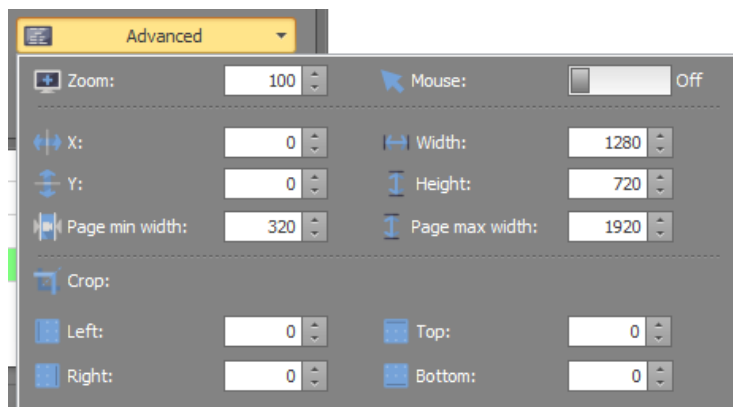 Advanced
Zoom: 100 Mouse: Off
X: 0 Width: 1280
Y: 0 Height: 720
Page min width: 320 Page max width: 1920
Crop:
Left: 0 Top: 0
Right: 0 Bottom: 0